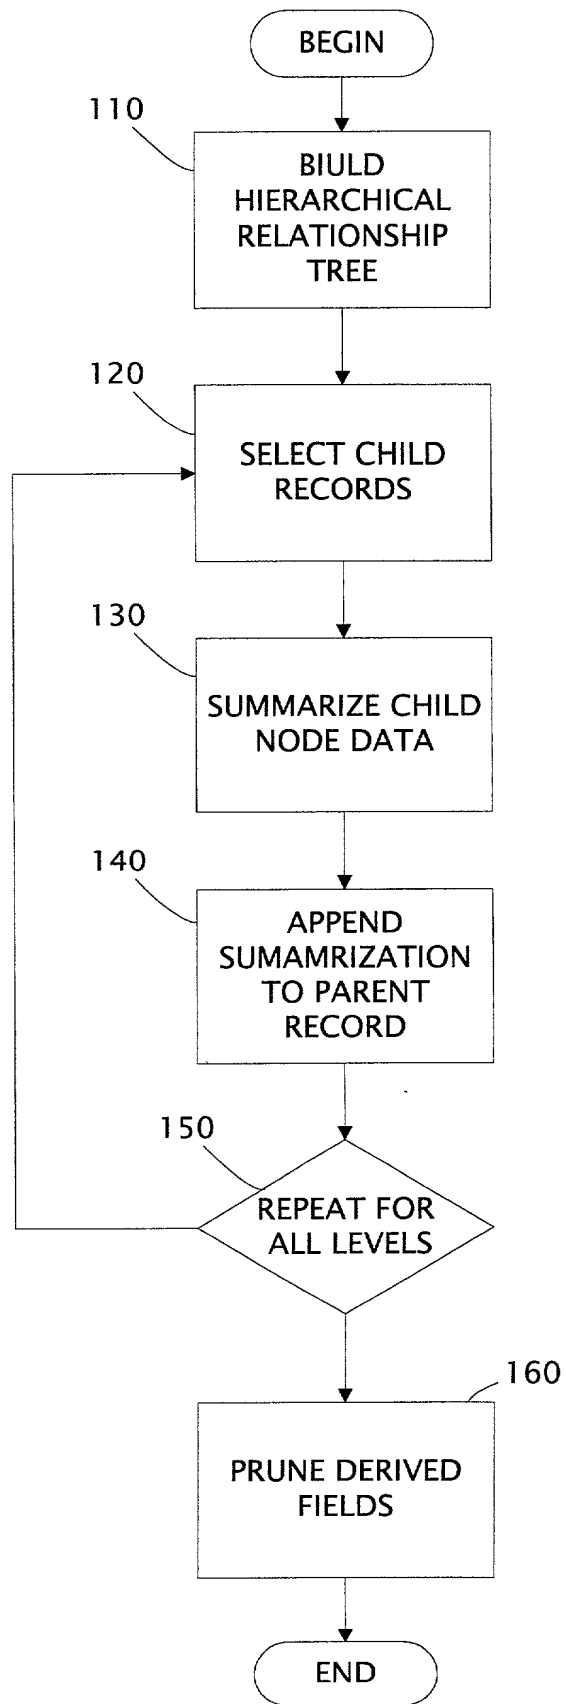 BEGIN
110
BIULD
HIERARCHICAL
RELATIONSHIP
TREE
120
SELECT CHILD
RECORDS
130
SUMMARIZE CHILD
NODE DATA
140
APPEND
SUMAMRIZATION
TO PARENT
RECORD
150
REPEAT FOR
ALL LEVELS
160
PRUNE DERIVED
FIELDS
END